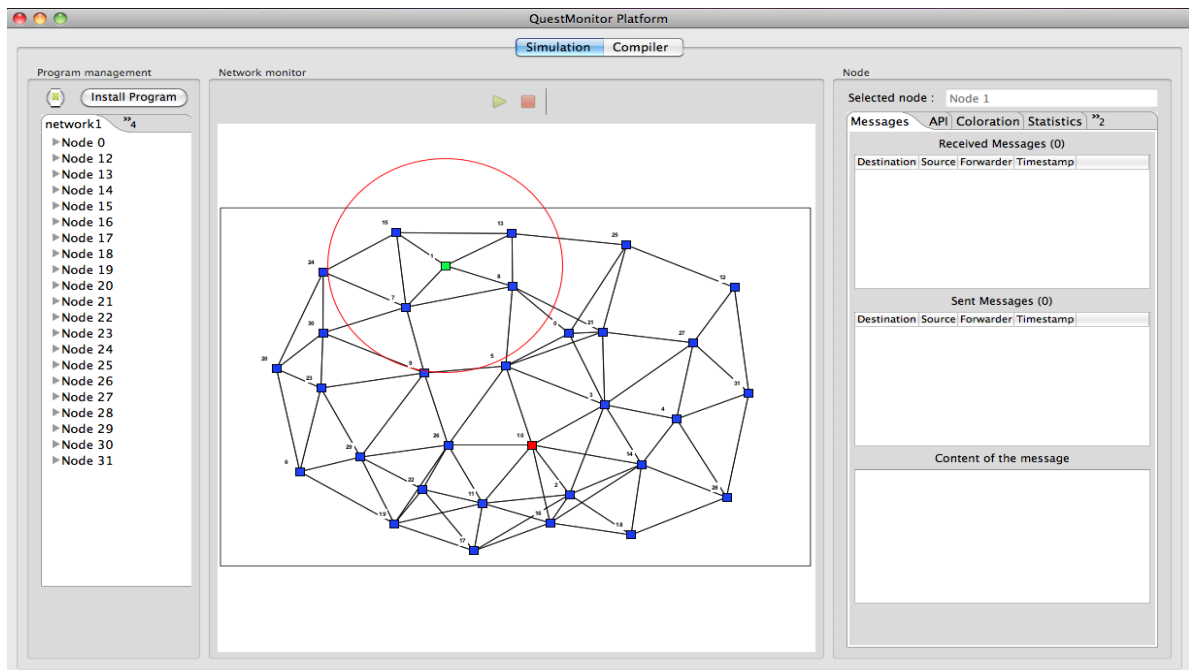 QuestMonitor Platform
Simulation Compiler
Program management
Install Program
network1 »4
Node 0
Node 12
Node 13
Node 14
Node 15
Node 16
Node 17
Node 18
Node 19
Node 20
Node 21
Node 22
Node 23
Node 24
Node 25
Node 26
Node 27
Node 28
Node 29
Node 30
Node 31
Network monitor
15
13
25
1
24
8
12
7
30
0
21
27
20
9
5
23
31
3
4
26
10
29
14
6
22
2
11
28
19
16
18
17
Node
Selected node : Node 1
Messages API Coloration Statistics »2
Received Messages (0)
Destination Source Forwarder Timestamp
Sent Messages (0)
Destination Source Forwarder Timestamp
Content of the message